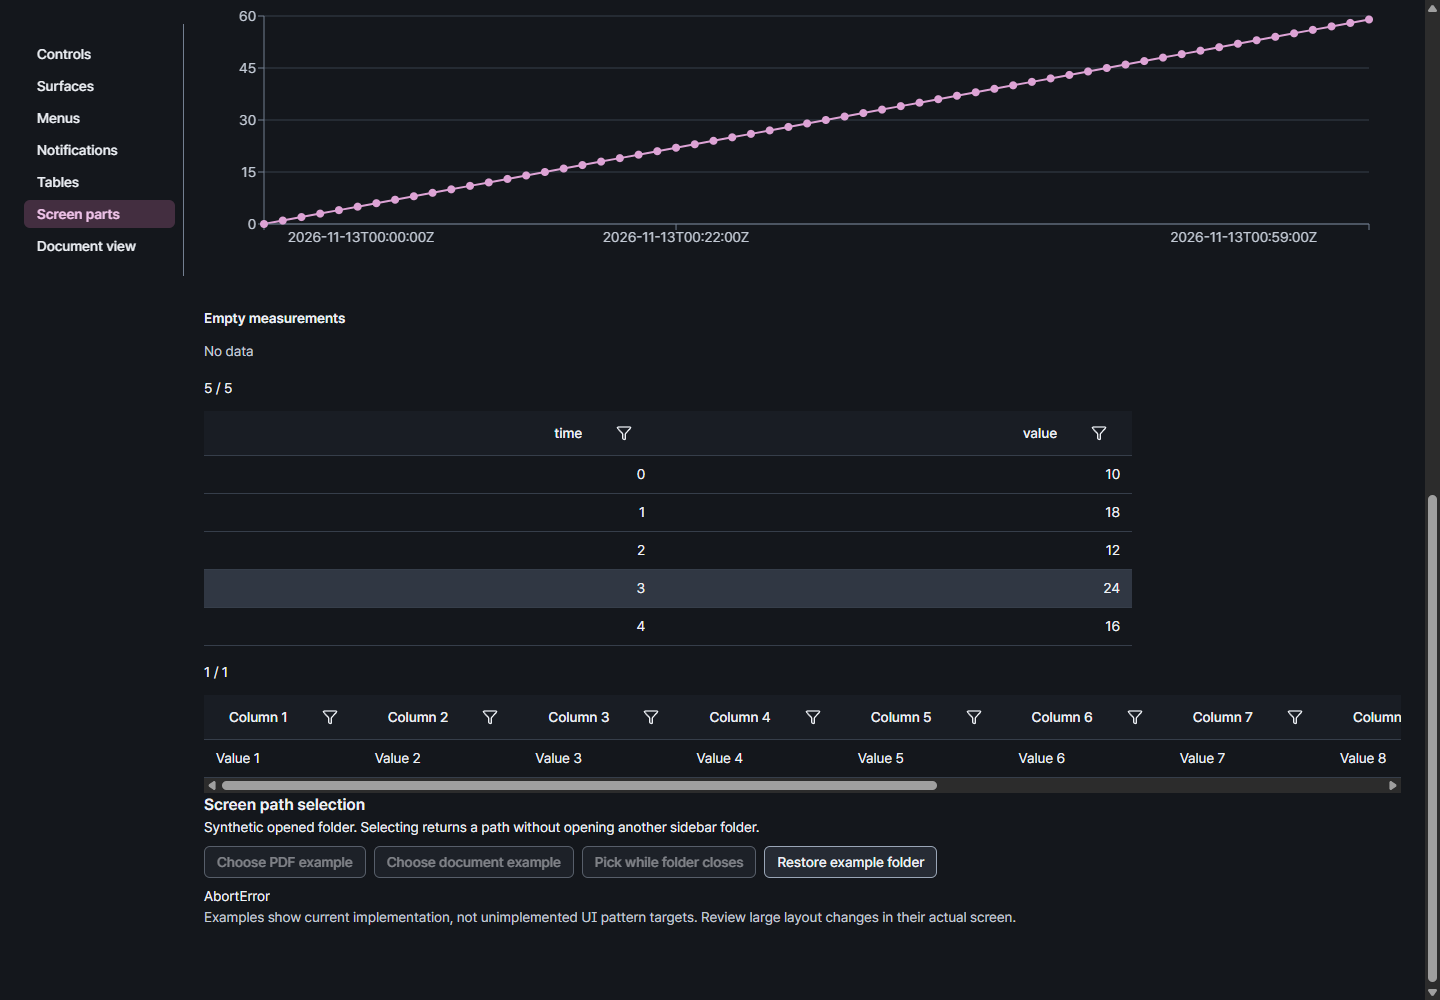 Controls
Surfaces
Menus
Notifications
Tables
Screen parts
Document view
60
45
30
15
0
2026-11-13T00:00:00Z 2026-11-13T00:22:00Z 2026-11-13T00:59:00Z
Empty measurements
No data
5 / 5
time value
0 10
1 18
2 12
3 24
4 16
1 / 1
Column 1 Column 2 Column 3 Column 4 Column 5 Column 6 Column 7 Column
Value 1 Value 2 Value 3 Value 4 Value 5 Value 6 Value 7 Value 8
Screen path selection
Synthetic opened folder. Selecting returns a path without opening another sidebar folder.
Choose PDF example Choose document example Pick while folder closes Restore example folder
AbortError
Examples show current implementation, not unimplemented UI pattern targets. Review large layout changes in their actual screen.